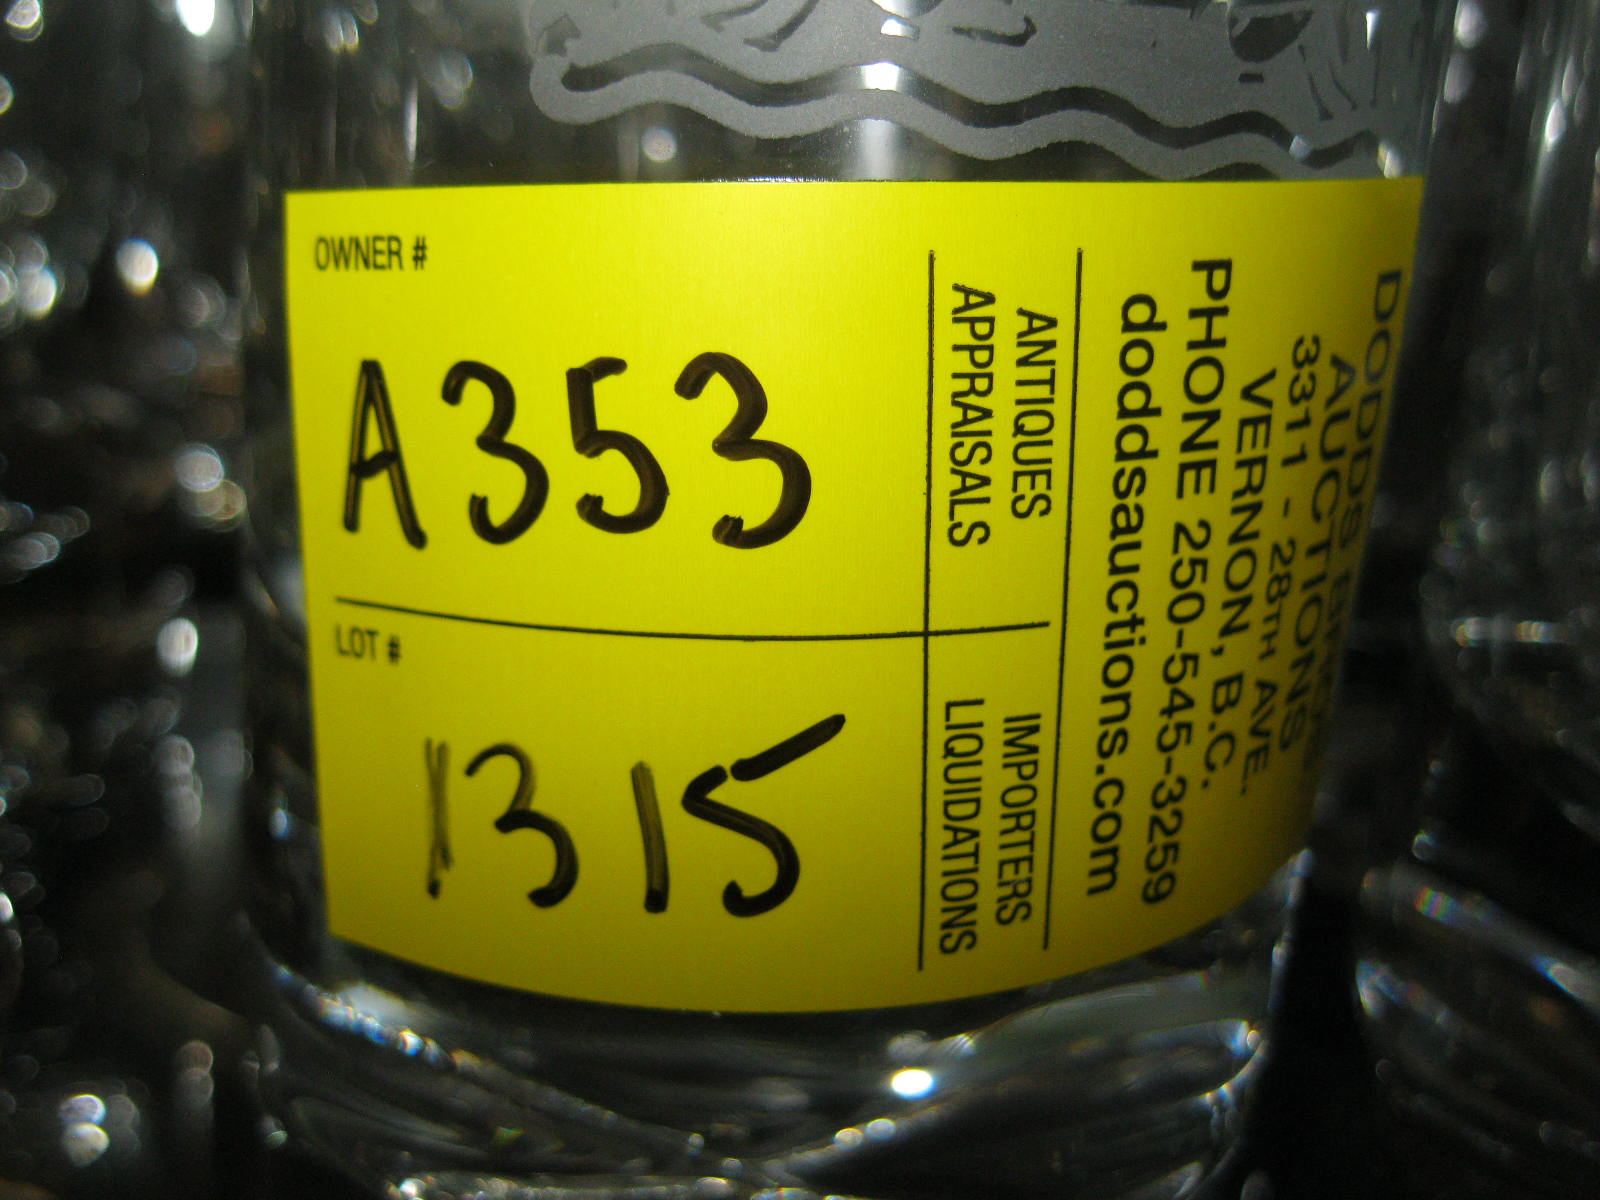 OWNER #
A353
LOT #
1315
ANTIQUES
APPRAISALS
IMPORTERS
LIQUIDATIONS
DODDS
AUCTIONS
3311 - 28TH AVE.
VERNON, B.C.
PHONE 250-545-3259
doddsauctions.com